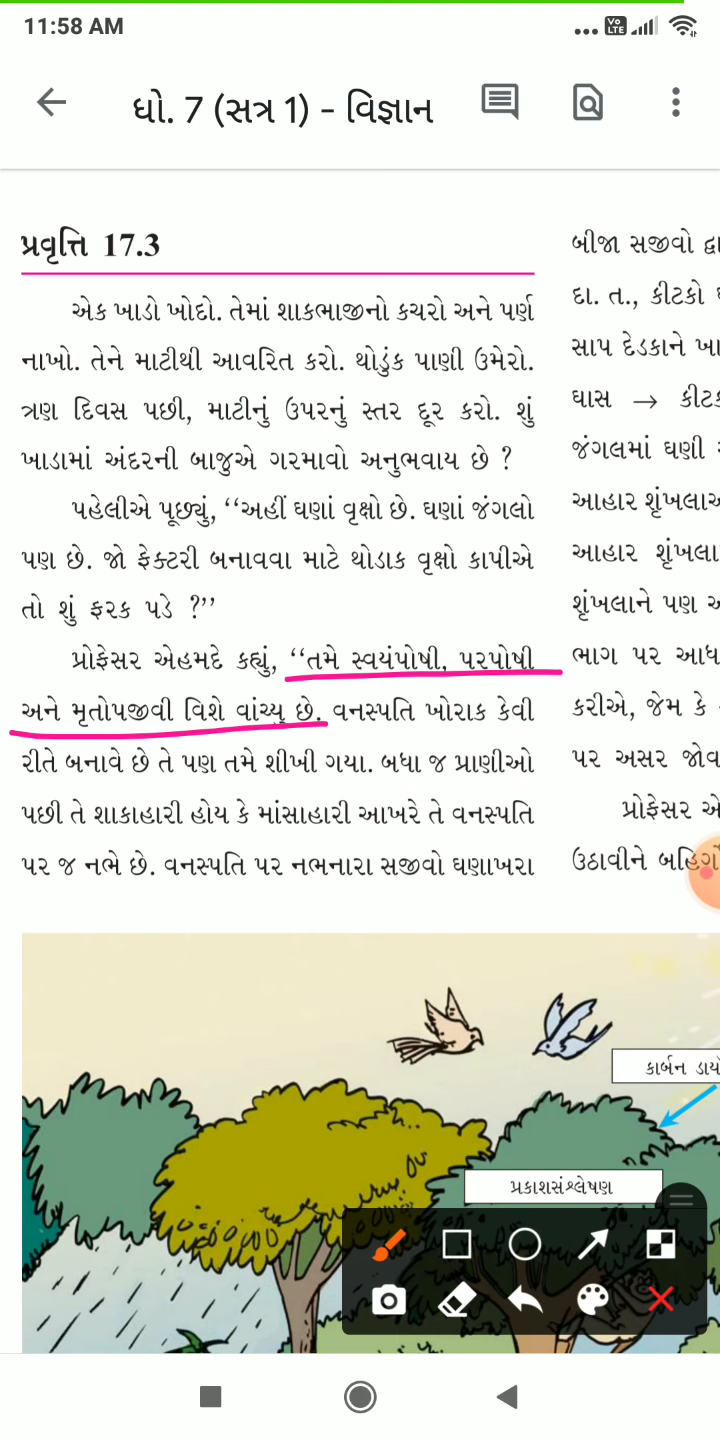 11:58 AM
Vo LTE
ધો. 7 (સત્ર 1) - વિજ્ઞાન
પ્રવૃત્તિ 17.3
એક ખાડો ખોદો. તેમાં શાકભાજીનો કચરો અને પર્ણ
નાખો. તેને માટીથી આવરિત કરો. થોડુંક પાણી ઉમેરો.
ત્રણ દિવસ પછી, માટીનું ઉપરનું સ્તર દૂર કરો. શું
ખાડામાં અંદરની બાજુએ ગરમાવો અનુભવાય છે ?
પહેલીએ પૂછ્યું, ‘‘અહીં ઘણાં વૃક્ષો છે. ઘણાં જંગલો
પણ છે. જો ફેક્ટરી બનાવવા માટે થોડાક વૃક્ષો કાપીએ
તો શું ફરક પડે ?’’
પ્રોફેસર એહમદે કહ્યું, ‘‘તમે સ્વયંપોષી, પરપોષી
અને મૃતોપજીવી વિશે વાંચ્યુ છે. વનસ્પતિ ખોરાક કેવી
રીતે બનાવે છે તે પણ તમે શીખી ગયા. બધા જ પ્રાણીઓ
પછી તે શાકાહારી હોય કે માંસાહારી આખરે તે વનસ્પતિ
પર જ નભે છે. વનસ્પતિ પર નભનારા સજીવો ઘણાખરા
બીજા સજીવો
દા. ત., કીટકો
સાપ દેડકાને
ઘાસ →
જંગલમાં ઘણી
આહાર
આહાર
શૃંખલાને પણ
ભાગ પર
કરીએ, જેમ કે
પર અસર
પ્રોફેસર
ઉઠાવીને
કાર્બન
પ્રકાશસંશ્લેષણ